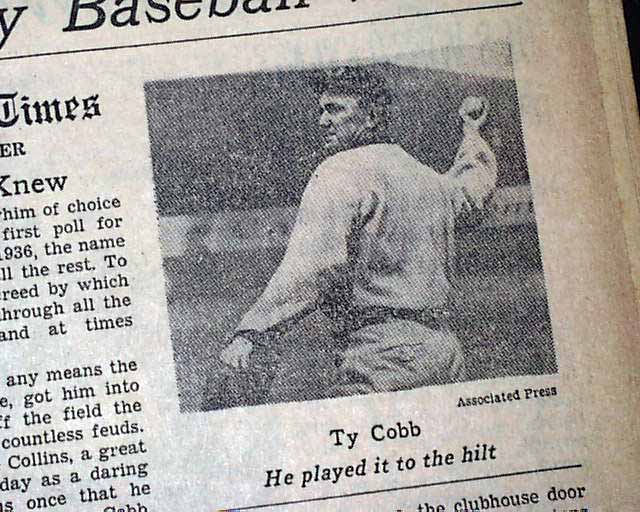 y Baseball
Times
ER
Knew
him of choice
first poll for
1936, the name
ll the rest. To
reed by which
hrough all the
and at times
any means the
e, got him into
ff the field the
countless feuds.
Collins, a great
day as a daring
s once that he
Cobb
Associated Press
Ty Cobb
He played it to the hilt
the clubhouse door